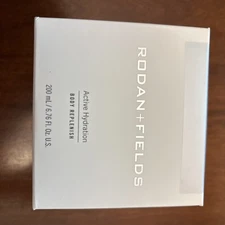 RODAN+FIELDS
Active Hydration
BODY REPLENISH
200 mL / 6.76 Fl. Oz. U.S.